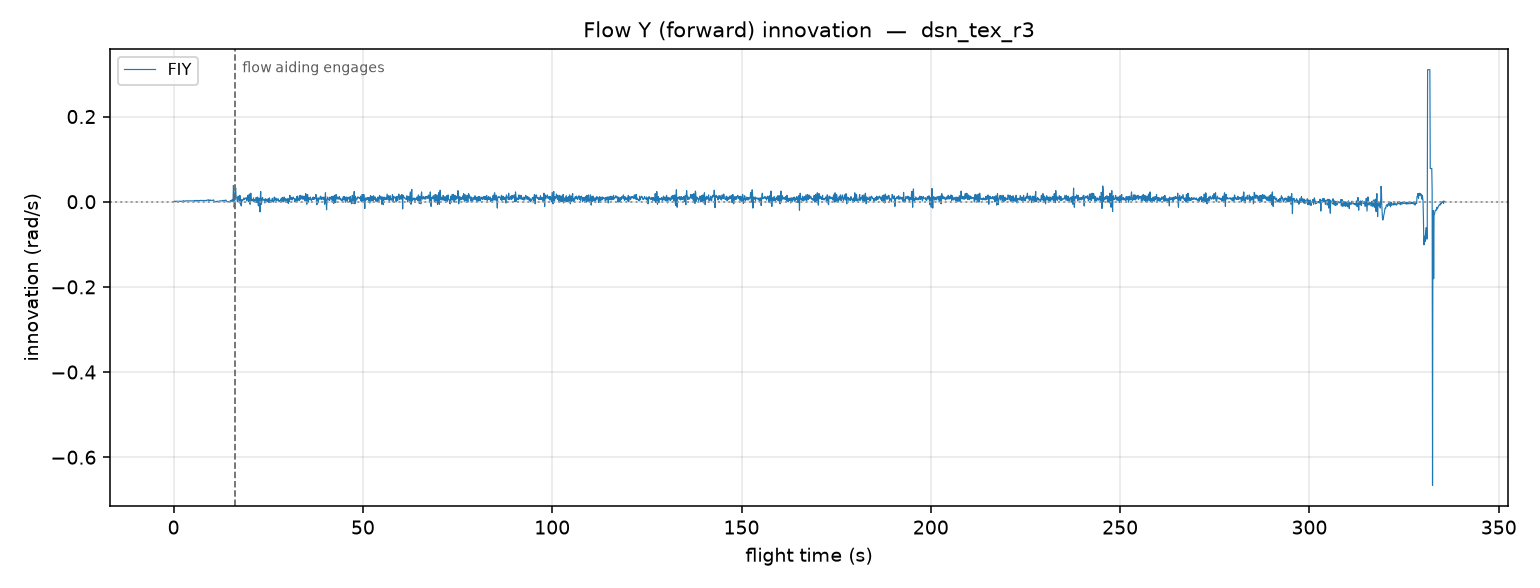 Flow Y (forward) innovation — dsn_tex_r3
FIY
flow aiding engages
innovation (rad/s)
0.2
0.0
−0.2
−0.4
−0.6
0 50 100 150 200 250 300 350
flight time (s)